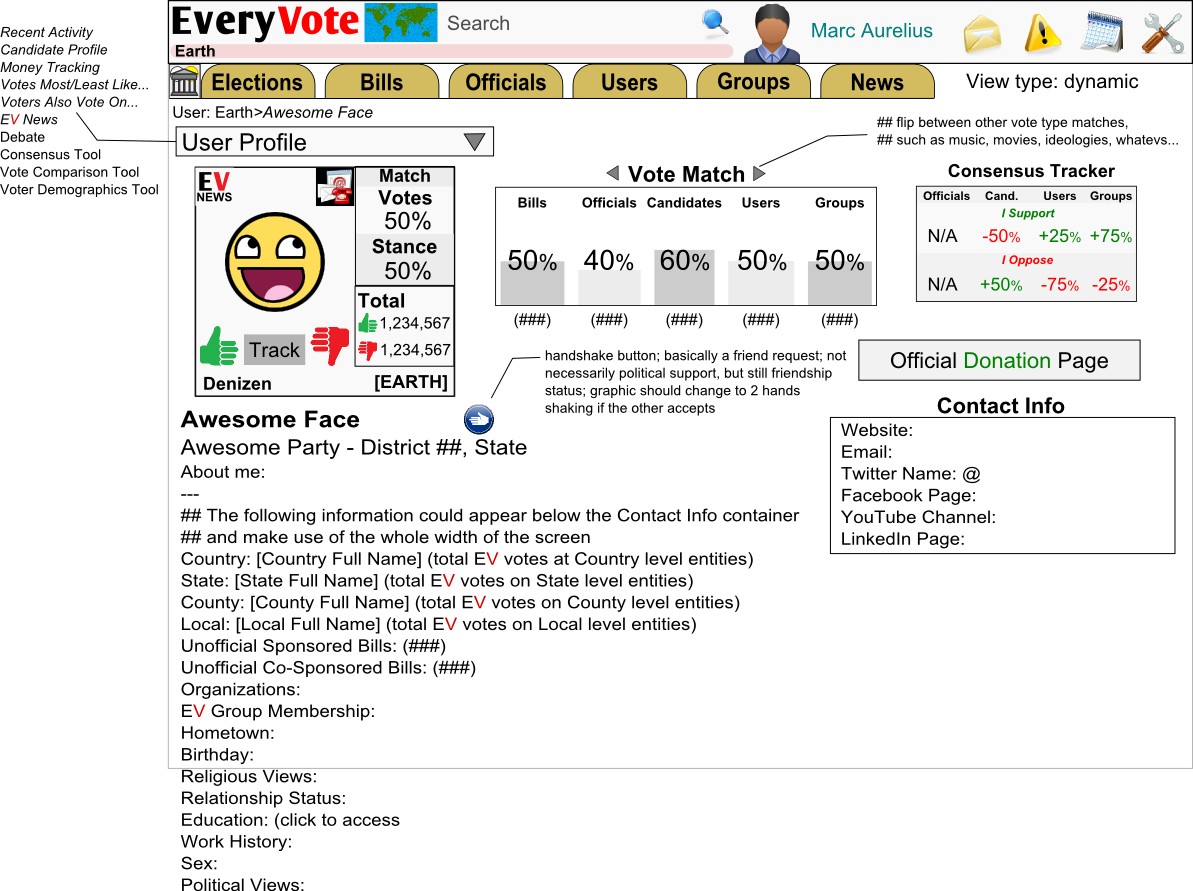 Recent Activity
Candidate Profile
Money Tracking
Votes Most/Least Like...
Voters Also Vote On...
EV News
Debate
Consensus Tool
Vote Comparison Tool
Voter Demographics Tool
EveryVote
Search
Marc Aurelius
Earth
Elections
Bills
Officials
Users
Groups
News
View type: dynamic
User: Earth>Awesome Face
User Profile
## flip between other vote type matches,
## such as music, movies, ideologies, whatevs...
EV
NEWS
Match
Votes
50%
Stance
50%
Total
1,234,567
1,234,567
Track
Denizen
[EARTH]
Vote Match
Bills Officials Candidates Users Groups
50% 40% 60% 50% 50%
(###) (###) (###) (###) (###)
Consensus Tracker
Officials Cand. Users Groups
I Support
N/A -50% +25% +75%
I Oppose
N/A +50% -75% -25%
handshake button; basically a friend request; not
necessarily political support, but still friendship
status; graphic should change to 2 hands
shaking if the other accepts
Official Donation Page
Contact Info
Website:
Email:
Twitter Name: @
Facebook Page:
YouTube Channel:
LinkedIn Page:
Awesome Face
Awesome Party - District ##, State
About me:
---
## The following information could appear below the Contact Info container
## and make use of the whole width of the screen
Country: [Country Full Name] (total EV votes at Country level entities)
State: [State Full Name] (total EV votes on State level entities)
County: [County Full Name] (total EV votes on County level entities)
Local: [Local Full Name] (total EV votes on Local level entities)
Unofficial Sponsored Bills: (###)
Unofficial Co-Sponsored Bills: (###)
Organizations:
EV Group Membership:
Hometown:
Birthday:
Religious Views:
Relationship Status:
Education: (click to access
Work History:
Sex:
Political Views: